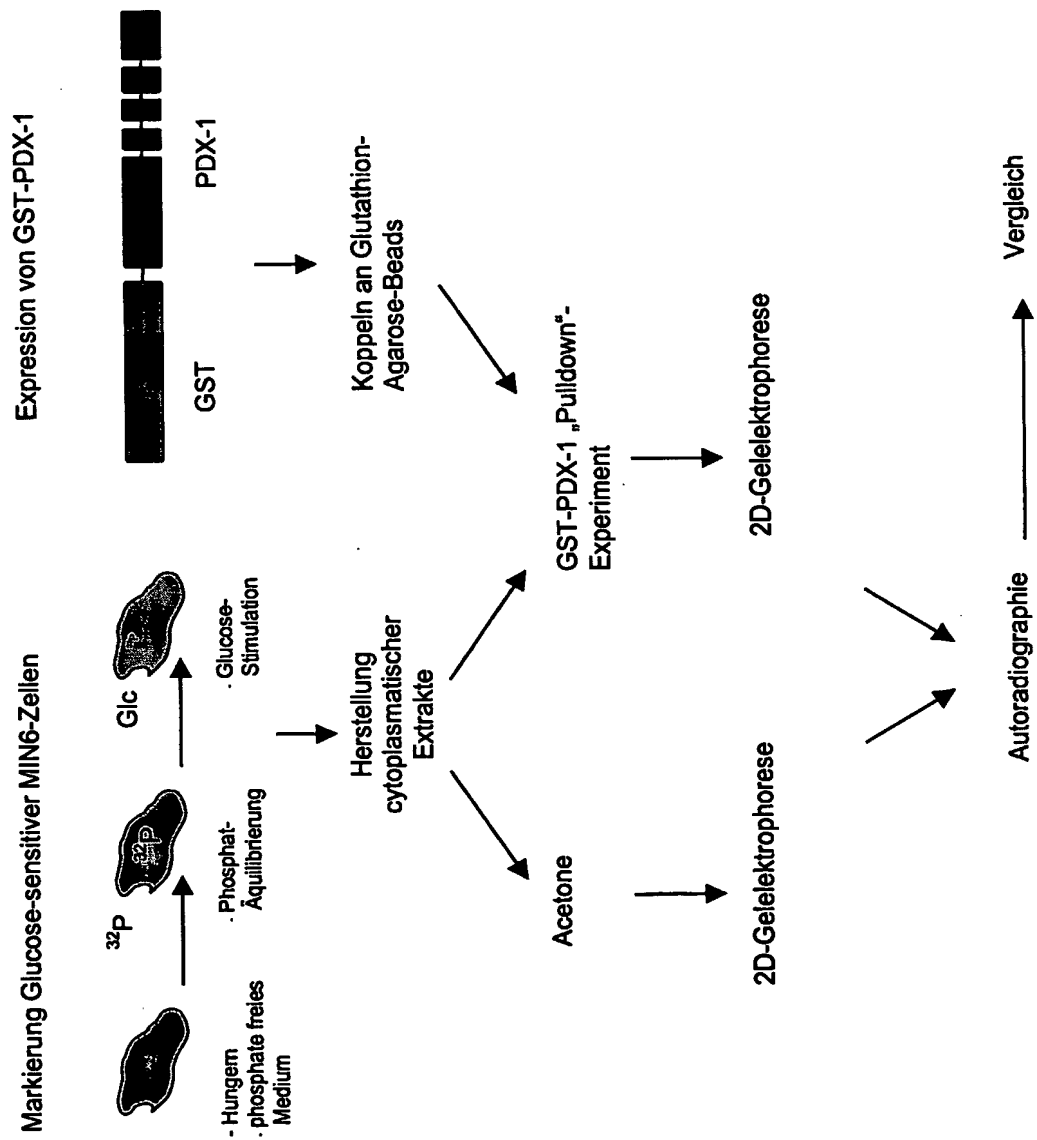 Markierung Glucose-sensitiver MIN6-Zellen
Expression von GST-PDX-1
32P
32P
Glc
P
- Hungern
. phosphate freies
Medium
. Phosphat-
Äquilibrierung
. Glucose-
Stimulation
GST
PDX-1
Herstellung
cytoplasmatischer
Extrakte
Koppeln an Glutathion-
Agarose-Beads
Acetone
GST-PDX-1 „Pulldown“-
Experiment
2D-Gelelektrophorese
2D-Gelelektrophorese
Autoradiographie
Vergleich